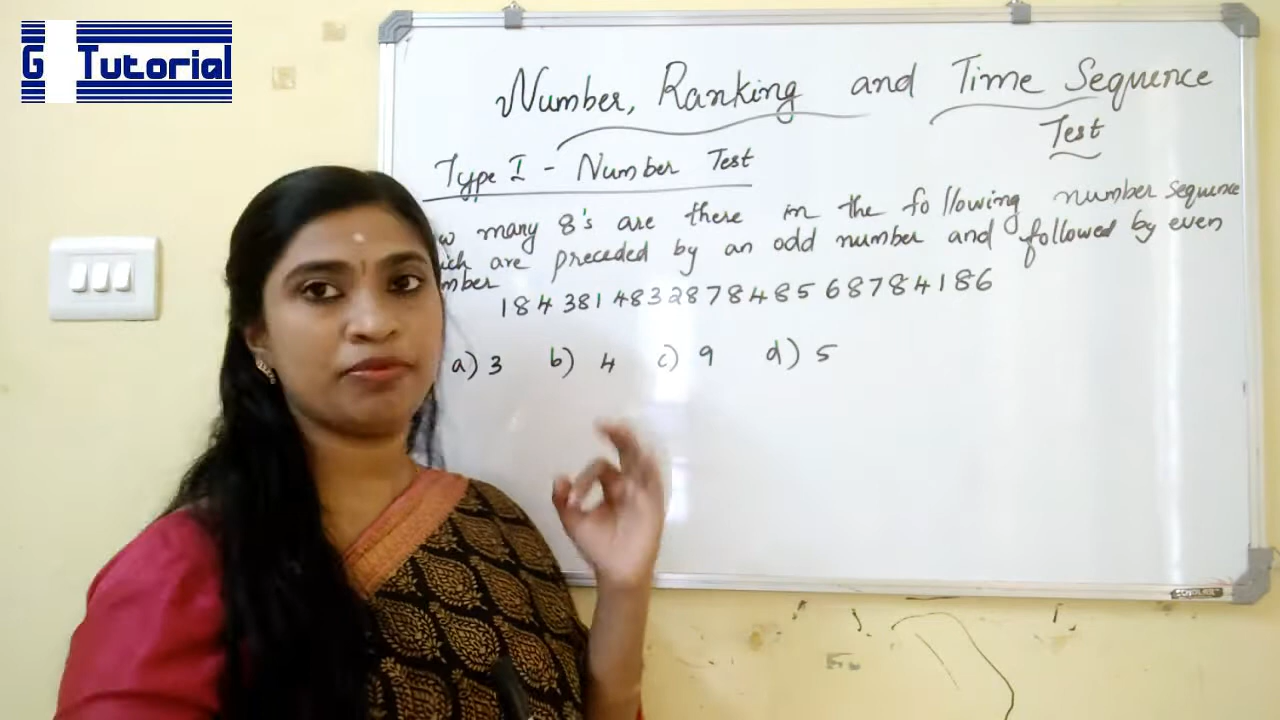 G Tutorial
Number, Ranking and Time Sequence
Test
Type I - Number Test
many 8's are there in the following number sequence
are preceded by an odd number and followed by even
184381483287848568784186
a) 3 b) 4 c) 9 d) 5